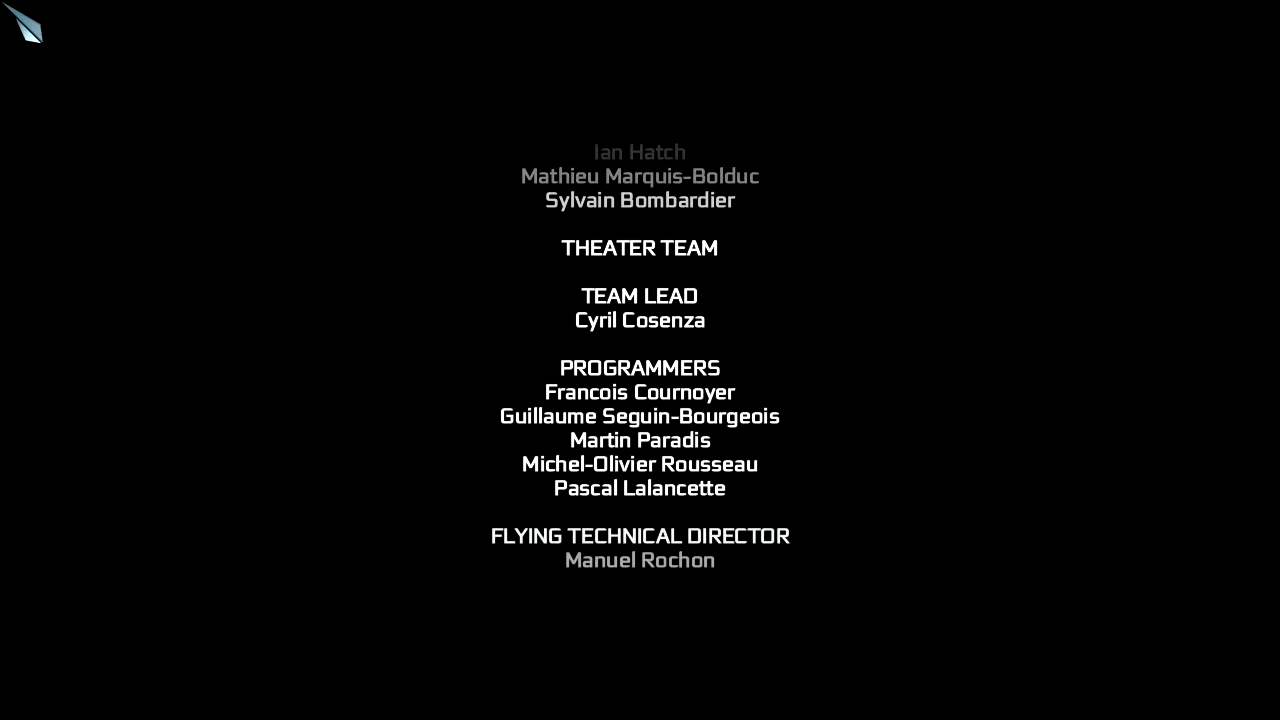 Ian Hatch
Mathieu Marquis-Bolduc
Sylvain Bombardier
THEATER TEAM
TEAM LEAD
Cyril Cosenza
PROGRAMMERS
Francois Cournoyer
Guillaume Seguin-Bourgeois
Martin Paradis
Michel-Olivier Rousseau
Pascal Lalancette
FLYING TECHNICAL DIRECTOR
Manuel Rochon